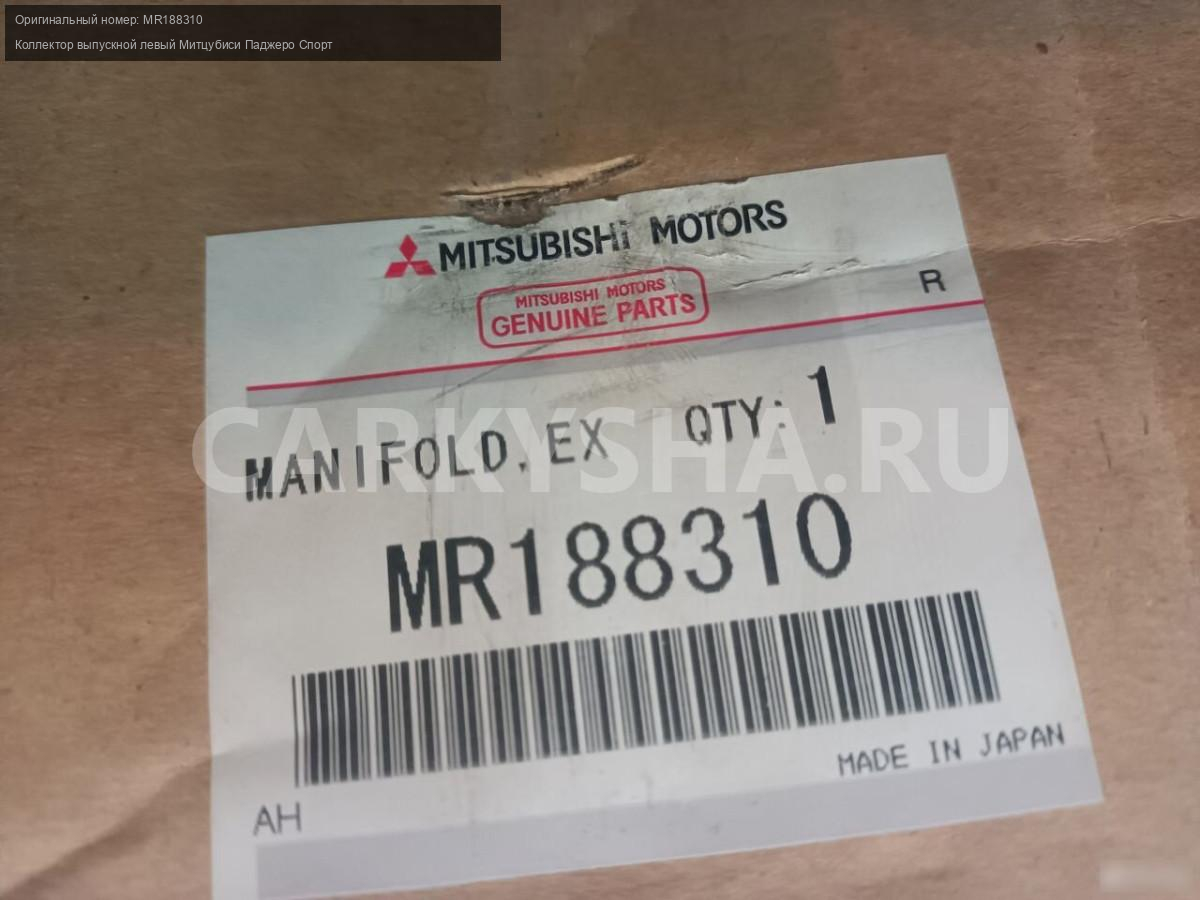 Оригинальный номер: MR188310
Коллектор выпускной левый Митцубиси Паджеро Спорт
MITSUBISHI MOTORS
MITSUBISHI MOTORS
GENUINE PARTS
R
MANIFOLD, EX QTY: 1
CARKYSHA.RU
MR188310
MADE IN JAPAN
AH